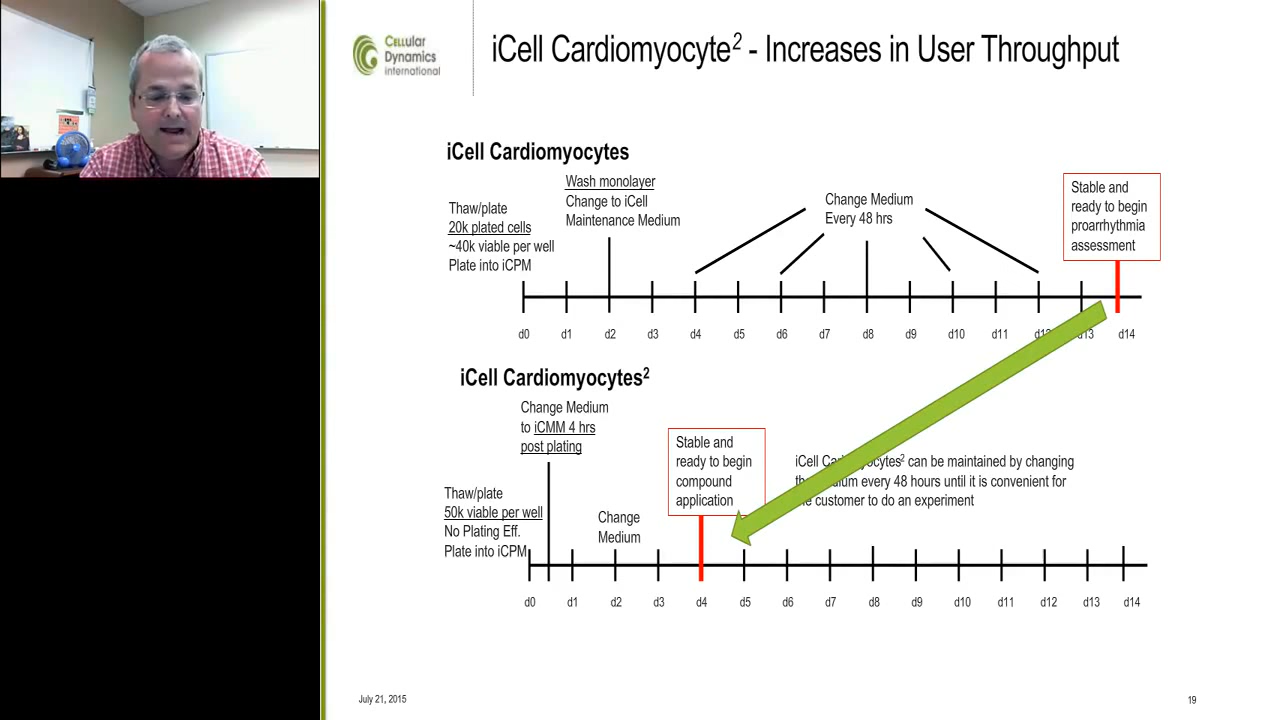 Cellular
Dynamics
international
iCell Cardiomyocyte² - Increases in User Throughput
iCell Cardiomyocytes
Thaw/plate
20k plated cells
~40k viable per well
Plate into iCPM
Wash monolayer
Change to iCell
Maintenance Medium
Change Medium
Every 48 hrs
Stable and
ready to begin
proarrhythmia
assessment
d0 d1 d2 d3 d4 d5 d6 d7 d8 d9 d10 d11 d13 d14
iCell Cardiomyocytes²
Change Medium
to iCMM 4 hrs
post plating
Thaw/plate
50k viable per well
No Plating Eff.
Plate into iCPM
Change
Medium
Stable and
ready to begin
compound
application
iCell Cardiomyocytes² can be maintained by changing
the medium every 48 hours until it is convenient for
the customer to do an experiment
d0 d1 d2 d3 d4 d5 d6 d7 d8 d9 d10 d11 d12 d13 d14
July 21, 2015
19